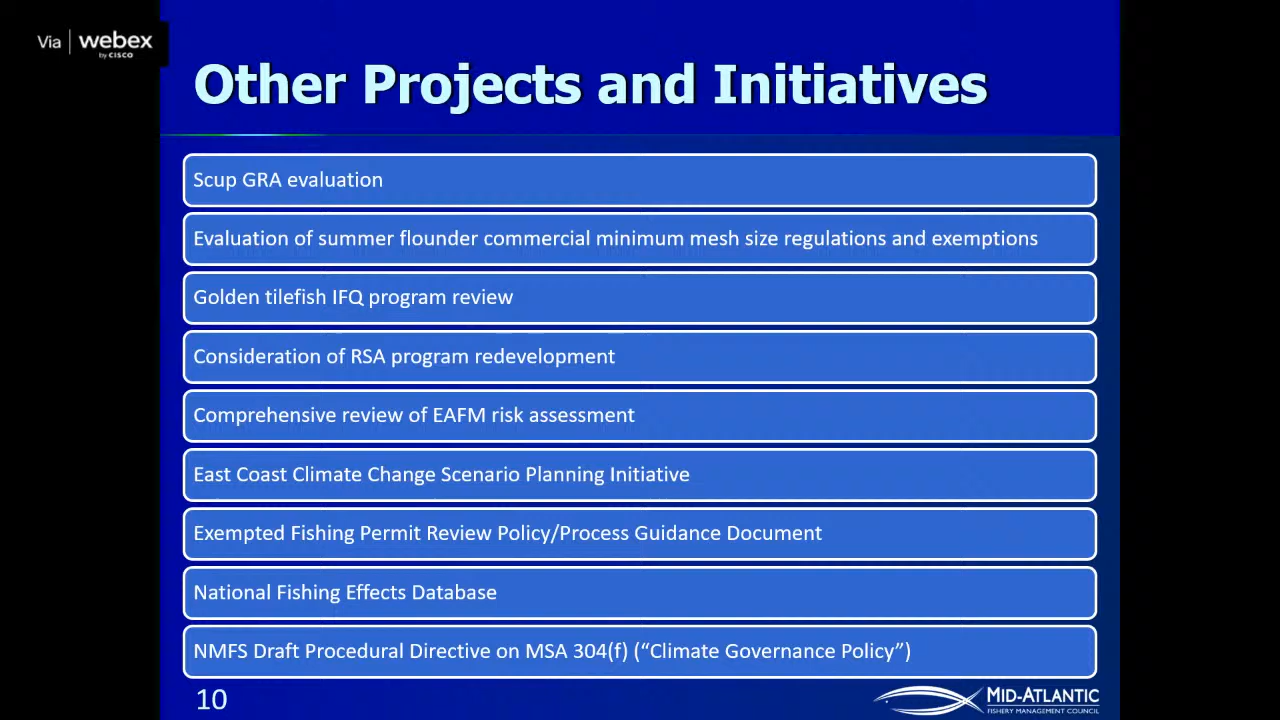 Via webex
by CISCO
Other Projects and Initiatives
Scup GRA evaluation
Evaluation of summer flounder commercial minimum mesh size regulations and exemptions
Golden tilefish IFQ program review
Consideration of RSA program redevelopment
Comprehensive review of EAFM risk assessment
East Coast Climate Change Scenario Planning Initiative
Exempted Fishing Permit Review Policy/Process Guidance Document
National Fishing Effects Database
NMFS Draft Procedural Directive on MSA 304(f) (“Climate Governance Policy”)
10
MID-ATLANTIC
FISHERY MANAGEMENT COUNCIL